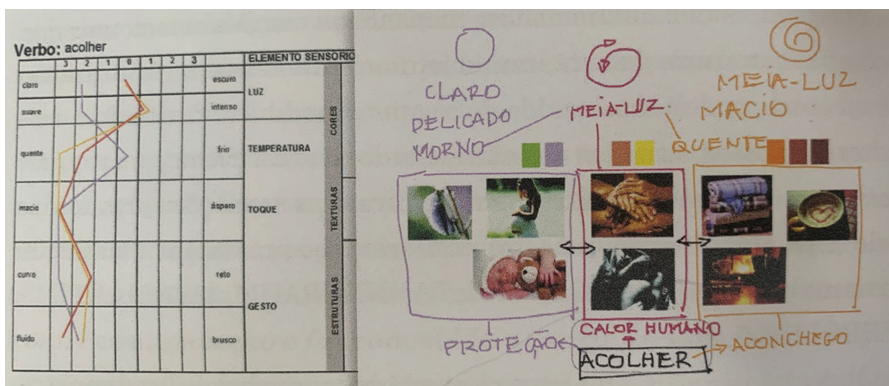 Verbo: acolher
3 2 1 0 1 2 3 ELEMENTO SENSORIO
claro escuro LUZ
suave intenso
CORES
quente frio TEMPERATURA
macio áspero TOQUE
TEXTURAS
curvo reto
GESTO
ESTRUTURAS
fluido brusco
CLARO
DELICADO
MORNO
MEIA-LUZ
QUENTE
MEIA-LUZ
MACIO
PROTEÇÃO
CALOR HUMANO
ACOLHER
ACONCHEGO